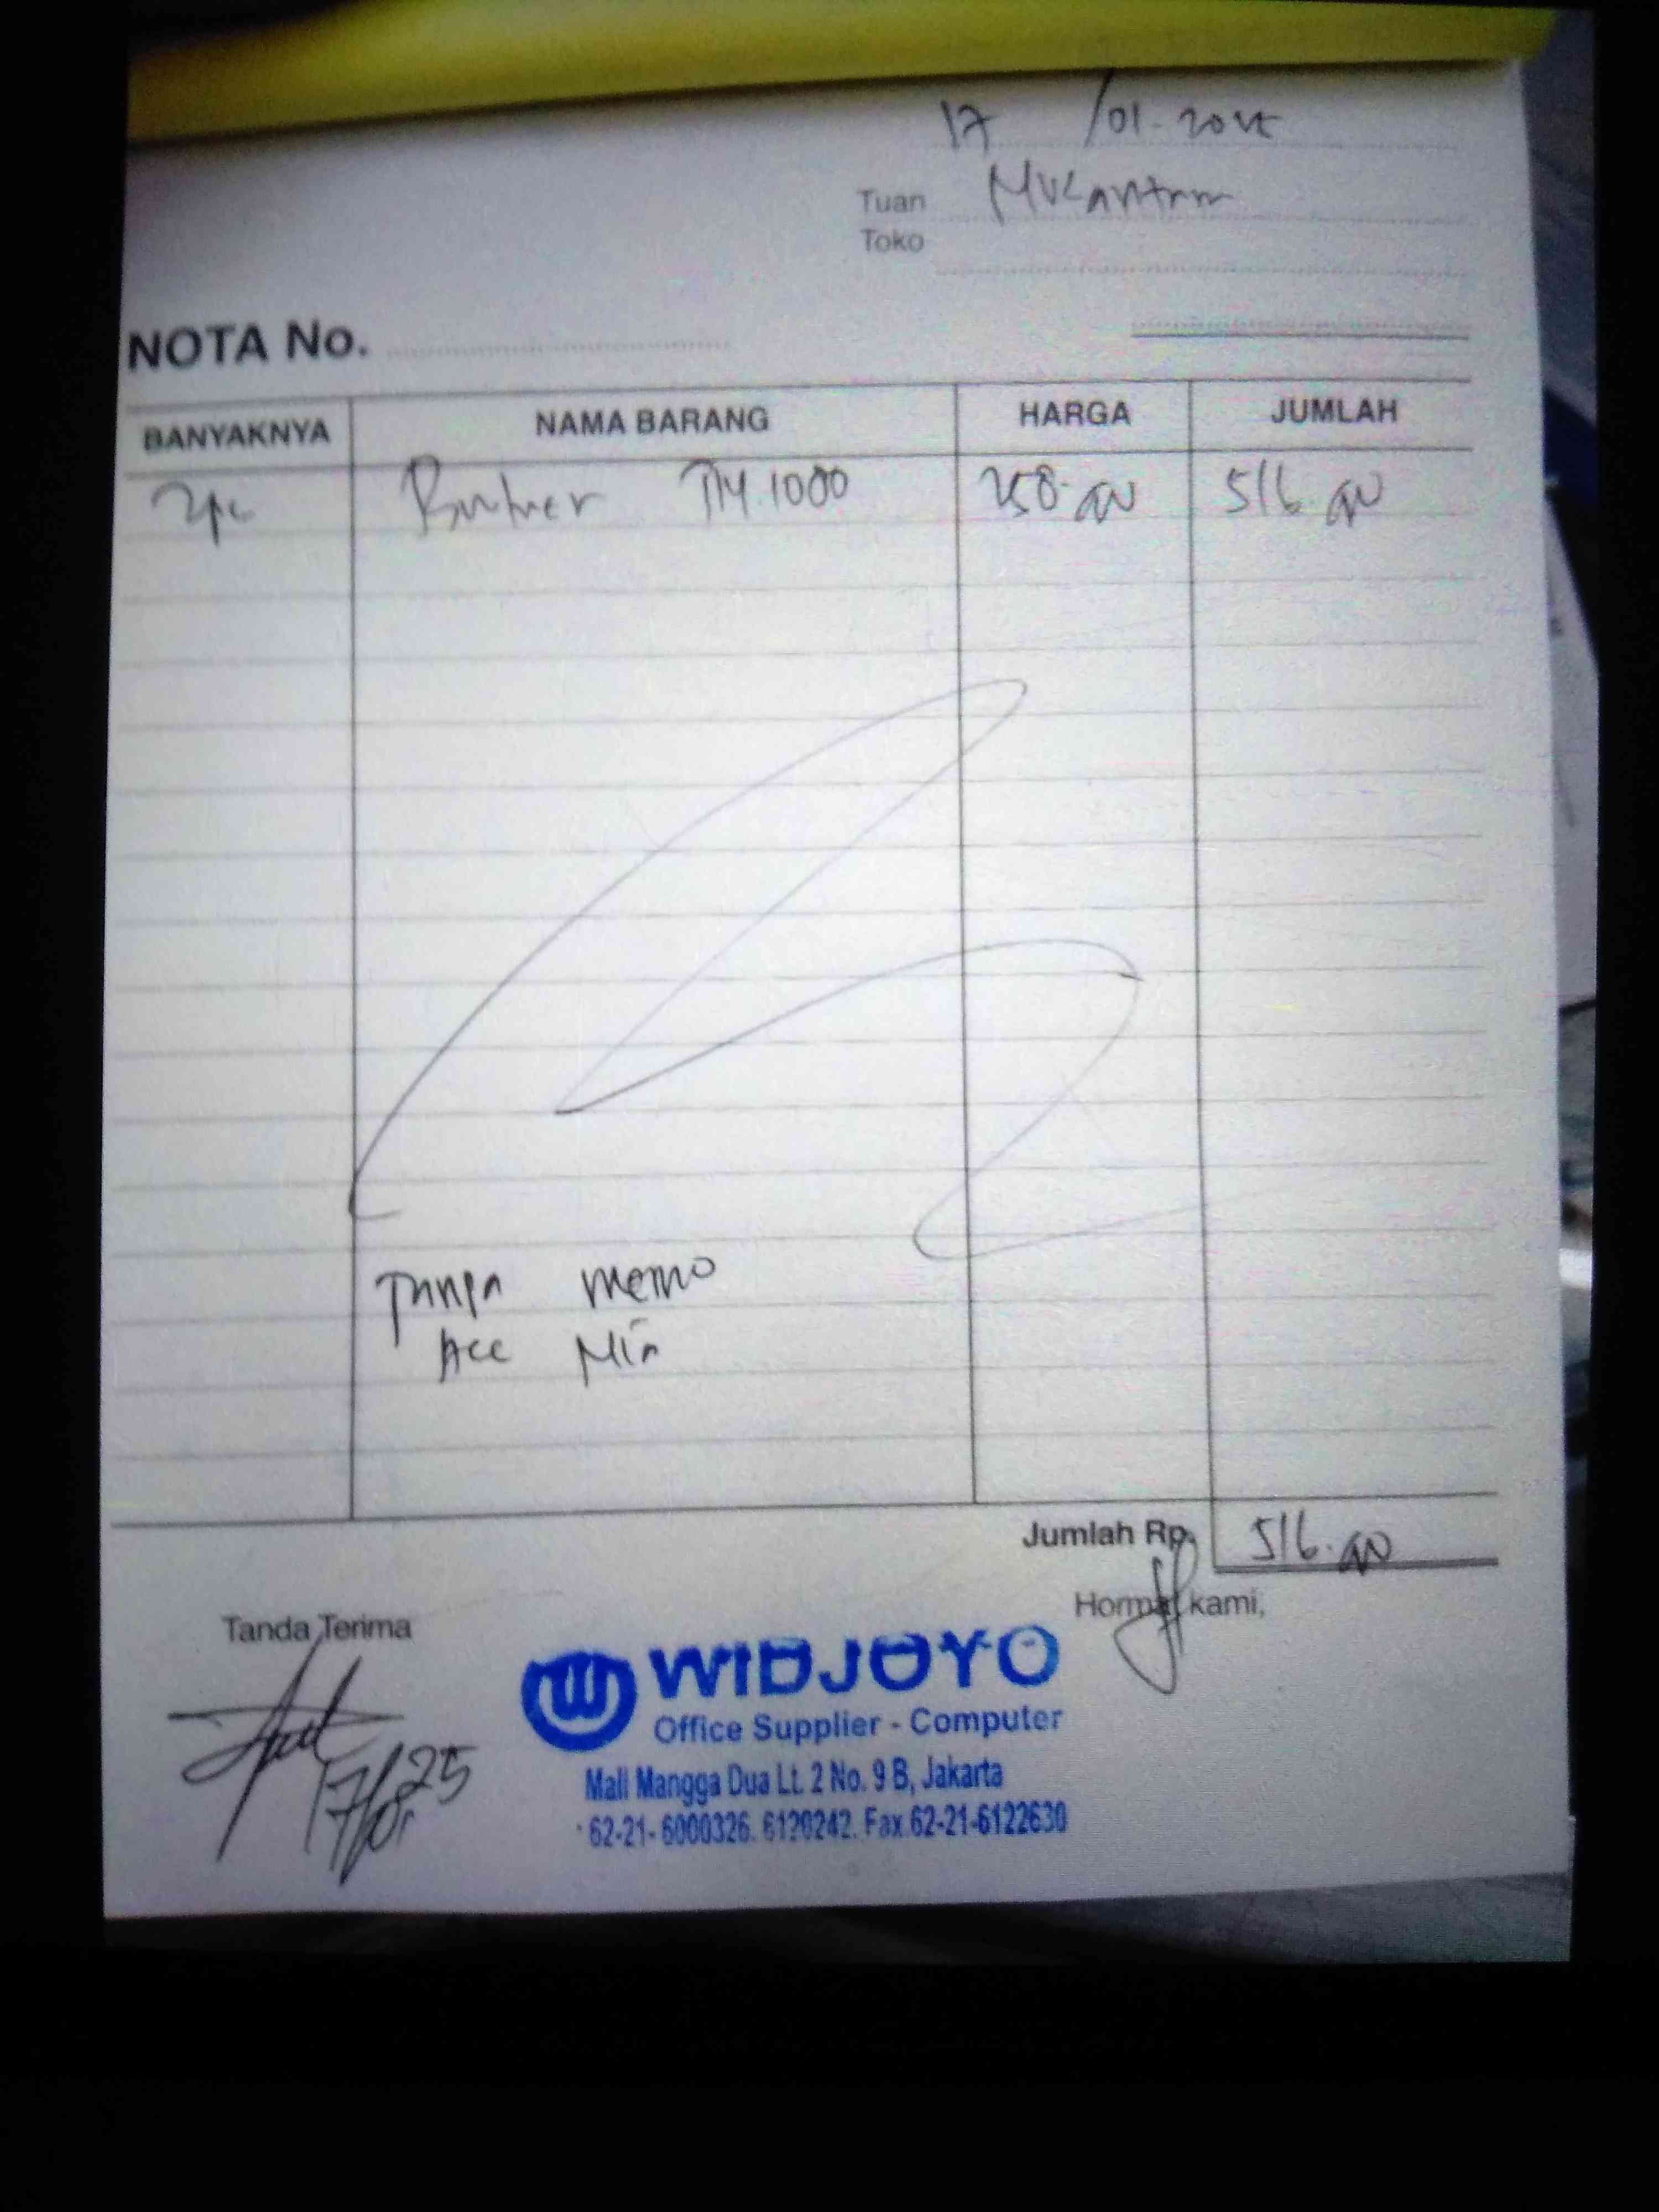 17 /01-2025
Tuan
Toko
NOTA No.
BANYAKNYA NAMA BARANG HARGA JUMLAH
2pc 1000 258.000 516.000
memo
Acc
Jumlah Rp. 516.000
Hormat kami,
Tanda Terima
17/01 25
WIDJOYO
Office Supplier - Computer
Mall Mangga Dua Lt. 2 No. 9 B, Jakarta
62-21-6000326. 6120242. Fax.62-21-6122630